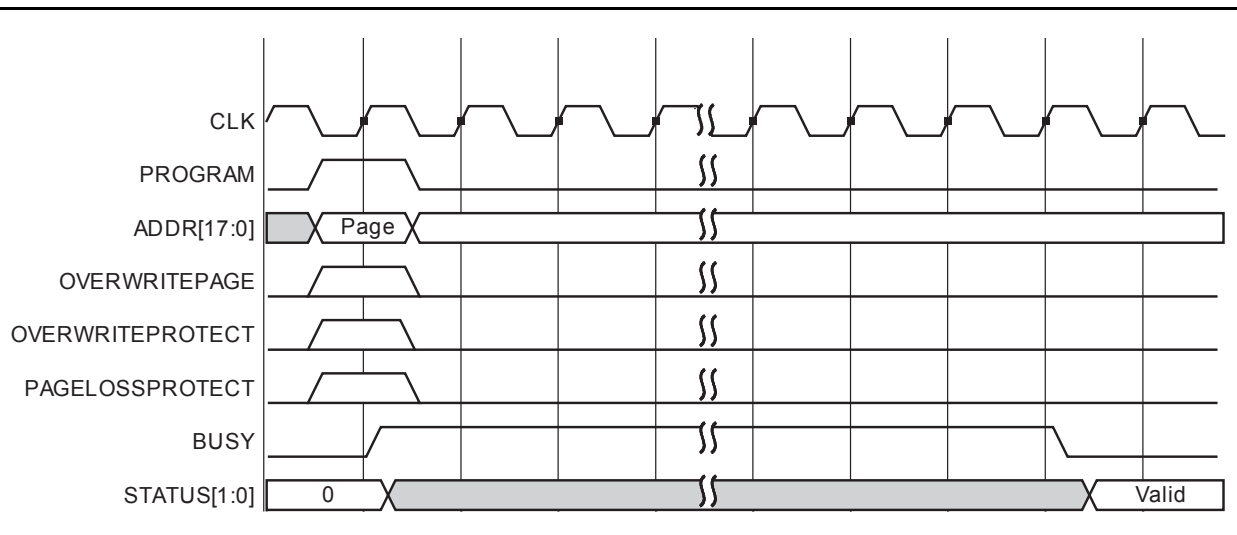 CLK
PROGRAM
ADDR[17:0] Page
OVERWRITEPAGE
OVERWRITEPROTECT
PAGELOSSPROTECT
BUSY
STATUS[1:0] 0 Valid